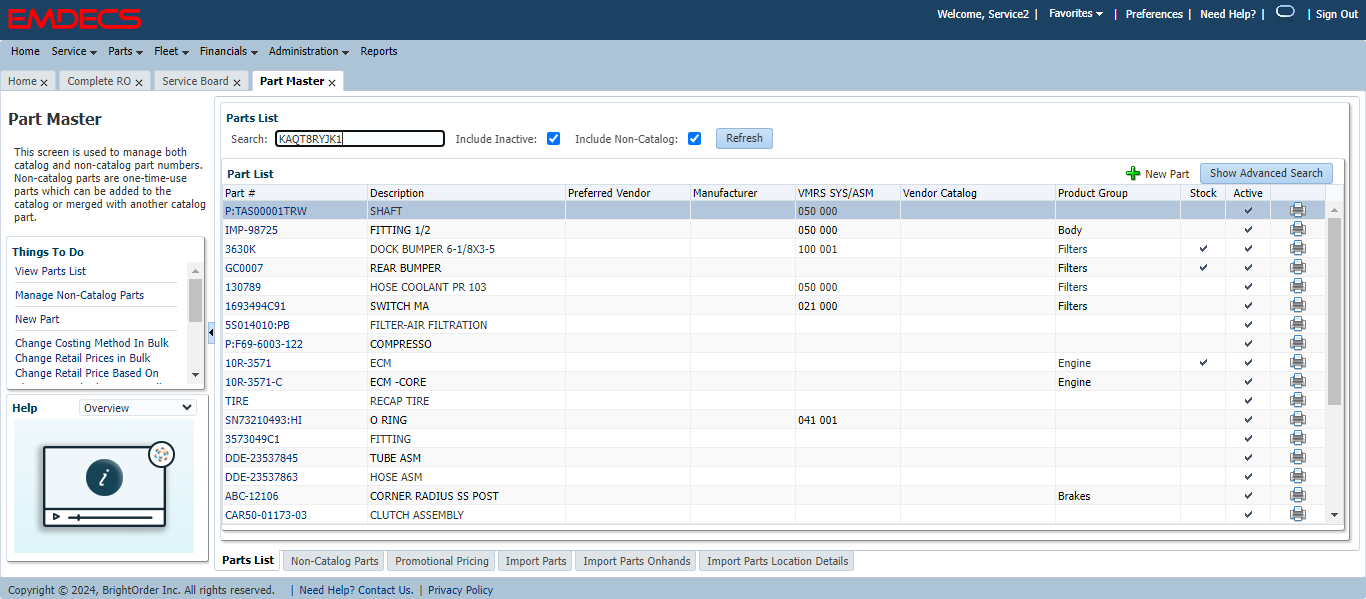 EMDECS
Welcome, Service2 | Favorites | Preferences | Need Help? | | Sign Out
Home Service Parts Fleet Financials Administration Reports
Home x Complete RO x Service Board x Part Master x
Part Master
This screen is used to manage both
catalog and non-catalog part numbers.
Non-catalog parts are one-time-use
parts which can be added to the
catalog or merged with another catalog
part.
Things To Do
View Parts List
Manage Non-Catalog Parts
New Part
Change Costing Method In Bulk
Change Retail Prices in Bulk
Change Retail Price Based On
Help Overview
i
Parts List
Search: KAQT8RYJK1 Include Inactive: Include Non-Catalog: Refresh
Part List New Part Show Advanced Search
Part # Description Preferred Vendor Manufacturer VMRS SYS/ASM Vendor Catalog Product Group Stock Active
P:TAS00001TRW SHAFT 050 000
IMP-98725 FITTING 1/2 050 000 Body
3630K DOCK BUMPER 6-1/8X3-5 100 001 Filters
GC0007 REAR BUMPER Filters
130789 HOSE COOLANT PR 103 050 000 Filters
1693494C91 SWITCH MA 021 000 Filters
5S014010:PB FILTER-AIR FILTRATION
P:F69-6003-122 COMPRESSO
10R-3571 ECM Engine
10R-3571-C ECM -CORE Engine
TIRE RECAP TIRE
SN73210493:HI O RING 041 001
3573049C1 FITTING
DDE-23537845 TUBE ASM
DDE-23537863 HOSE ASM
ABC-12106 CORNER RADIUS SS POST Brakes
CAR50-01173-03 CLUTCH ASSEMBLY
Parts List Non-Catalog Parts Promotional Pricing Import Parts Import Parts Onhands Import Parts Location Details
Copyright © 2024, BrightOrder Inc. All rights reserved. | Need Help? Contact Us. | Privacy Policy